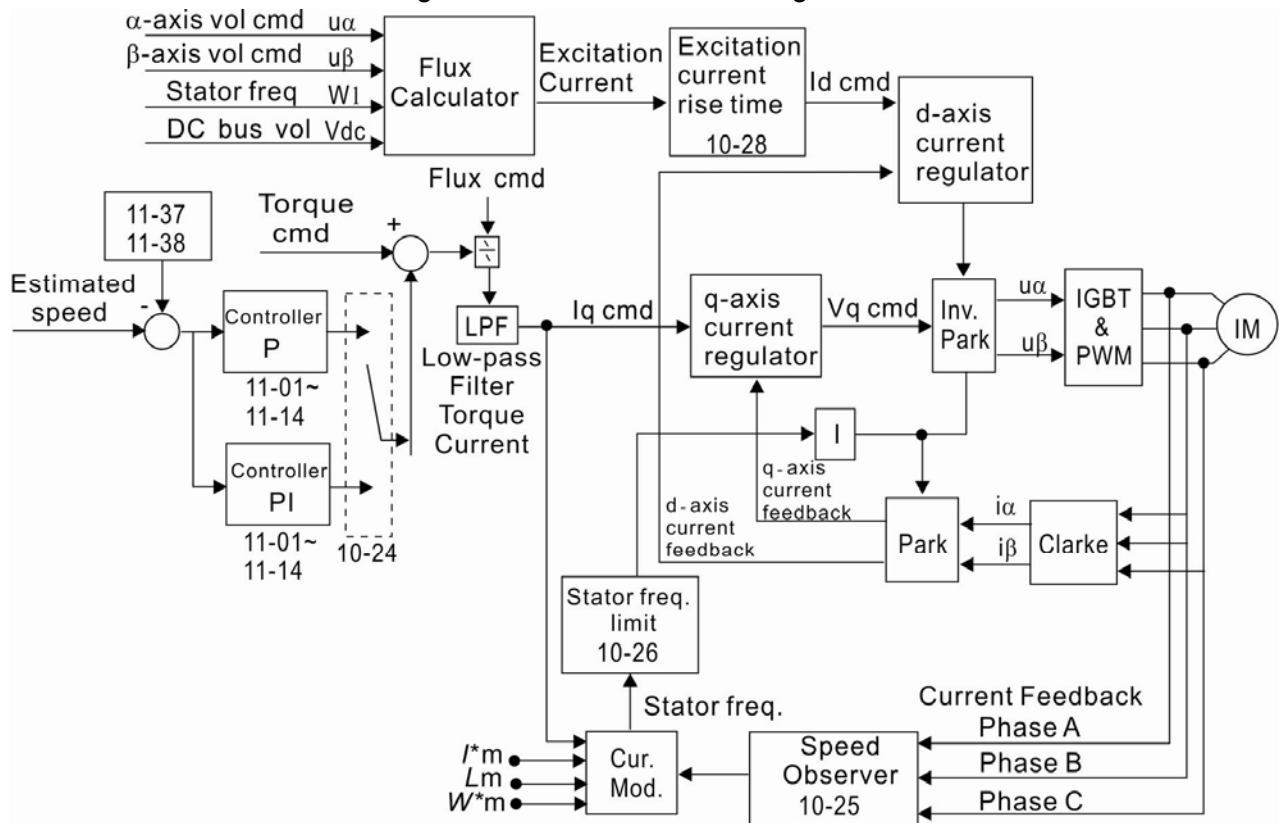 α-axis vol cmd uα
β-axis vol cmd uβ
Stator freq W1
DC bus vol Vdc
Flux
Calculator
Excitation
Current
Excitation
current
rise time
10-28
Id cmd
d-axis
current
regulator
Flux cmd
Torque
cmd
+
11-37
11-38
Estimated
speed
-
Controller
P
11-01~
11-14
Controller
PI
11-01~
11-14
10-24
LPF
Low-pass
Filter
Torque
Current
Iq cmd
q-axis
current
regulator
Vq cmd
Inv.
Park
uα
uβ
IGBT
&
PWM
IM
I
q-axis
current
feedback
d-axis
current
feedback
Park
iα
iβ
Clarke
Stator freq.
limit
10-26
Stator freq.
I*m
Lm
W*m
Cur.
Mod.
Speed
Observer
10-25
Current Feedback
Phase A
Phase B
Phase C